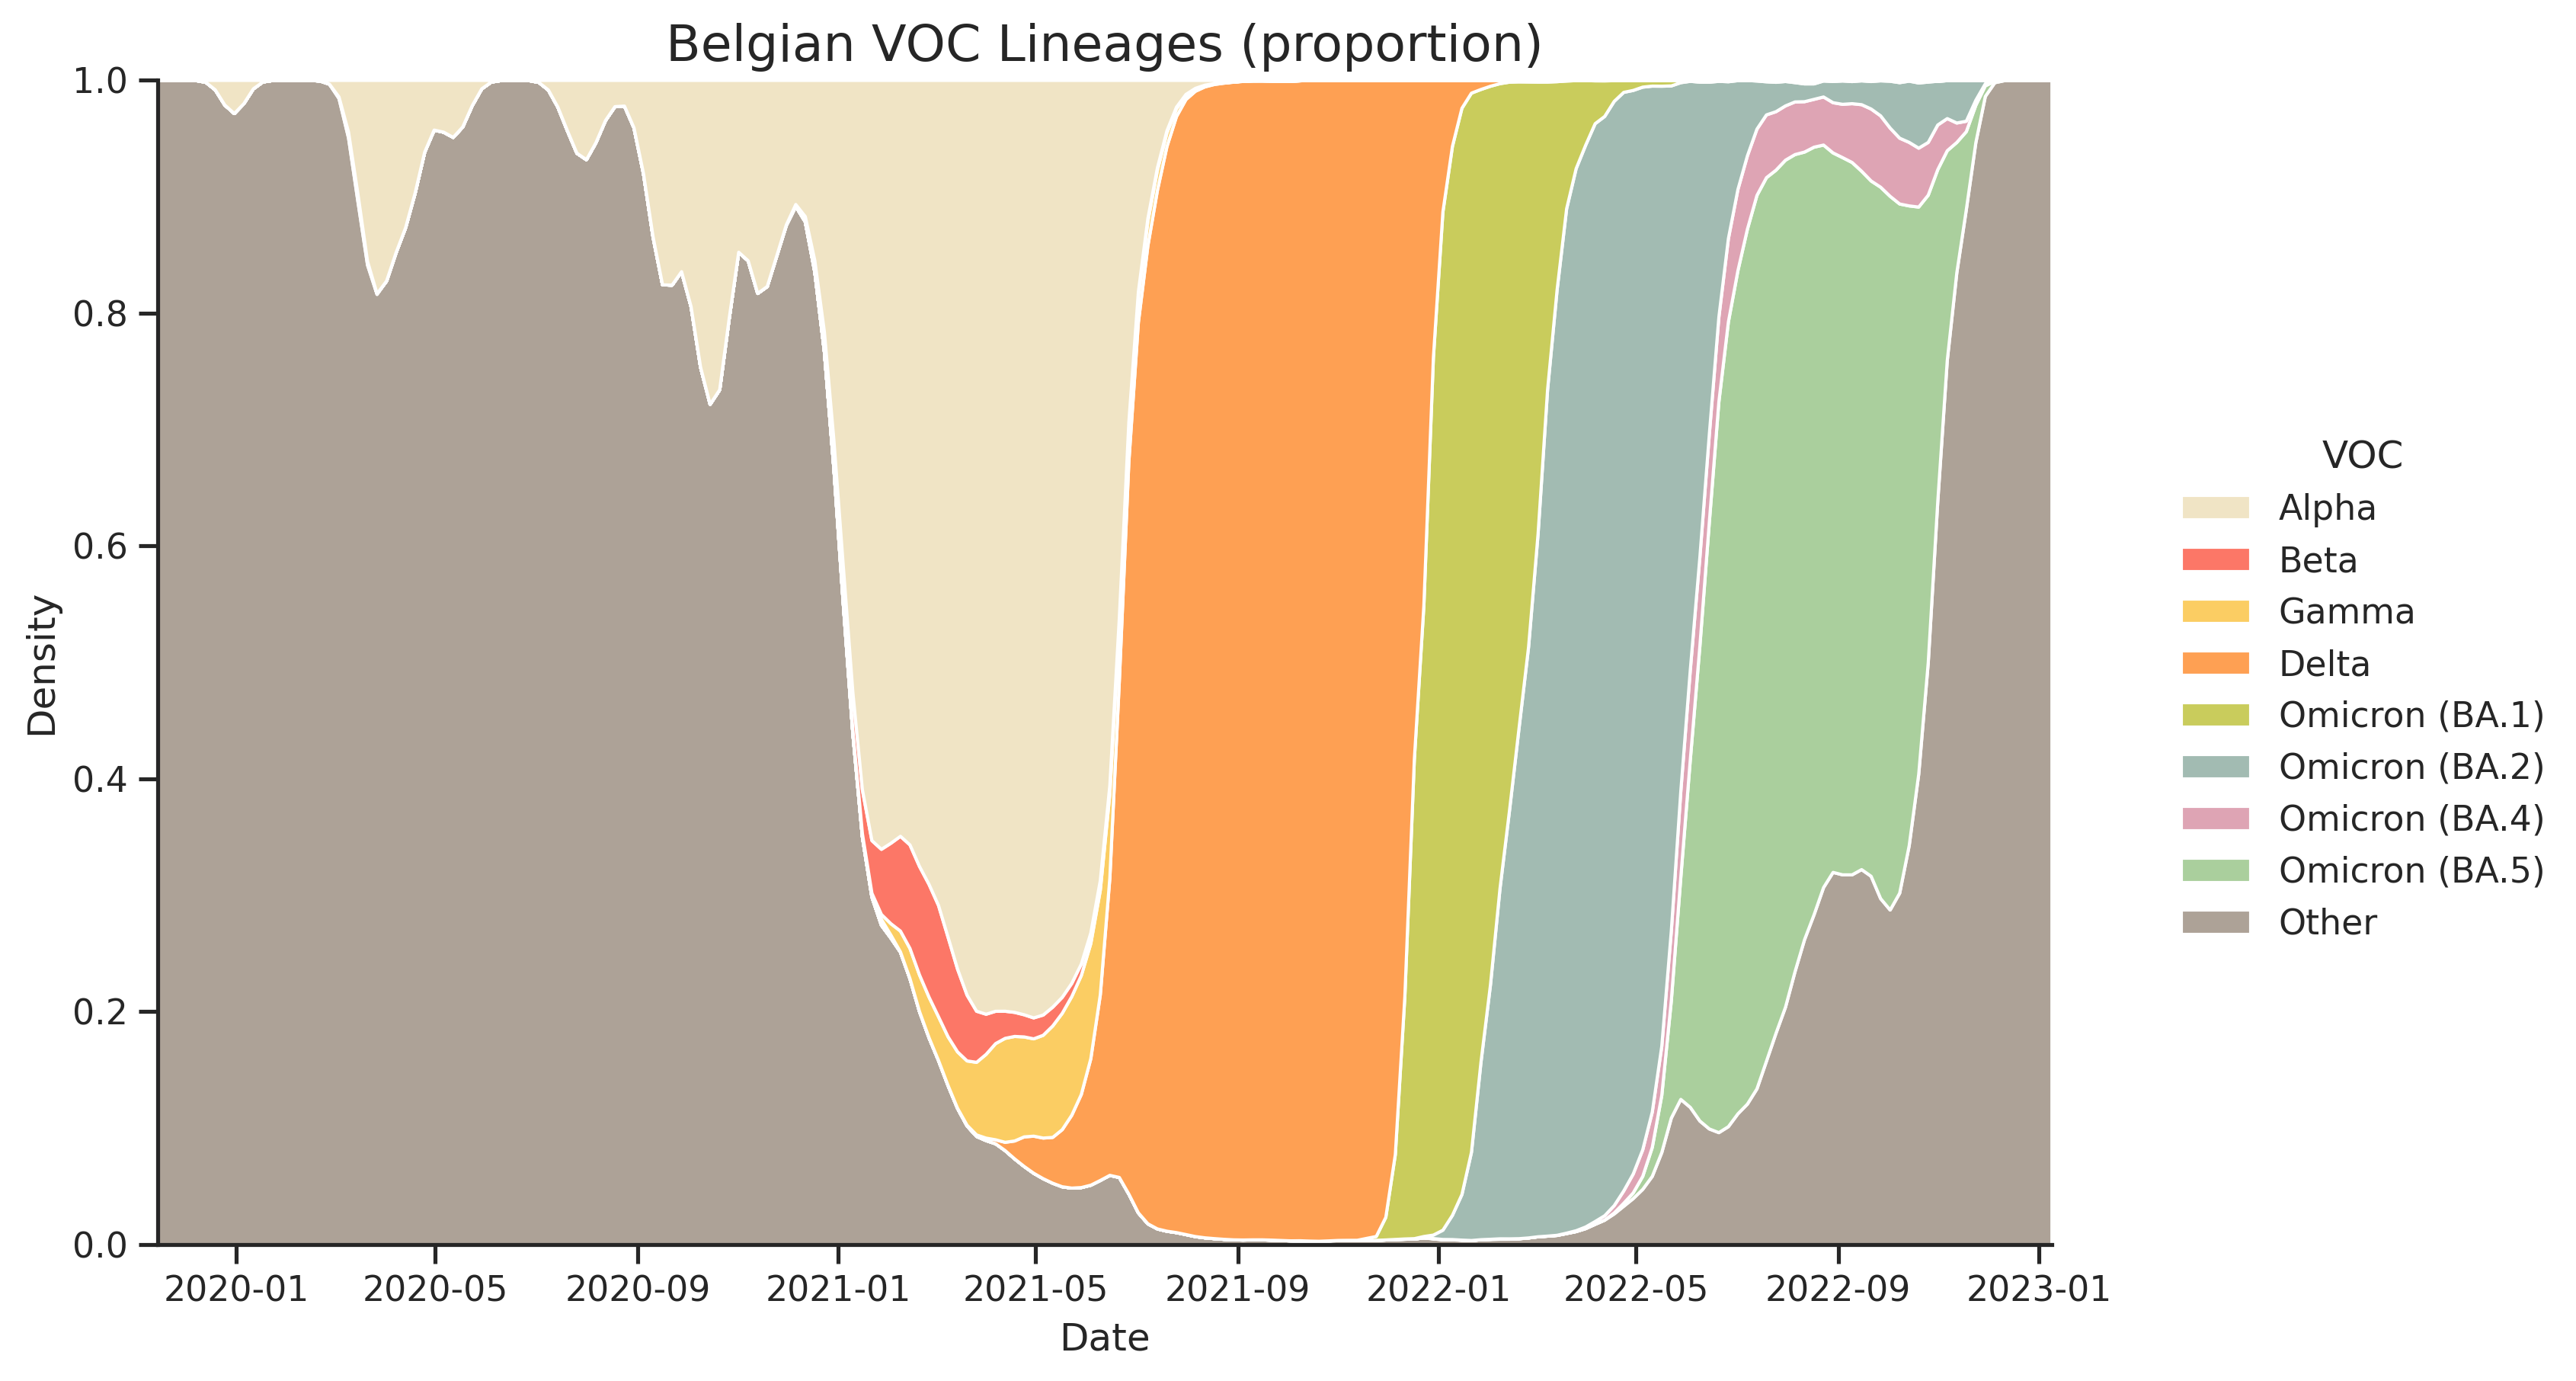 Belgian VOC Lineages (proportion)
1.0
0.8
0.6
0.4
0.2
0.0
Density
2020-01
2020-05
2020-09
2021-01
2021-05
2021-09
2022-01
2022-05
2022-09
2023-01
Date
VOC
Alpha
Beta
Gamma
Delta
Omicron (BA.1)
Omicron (BA.2)
Omicron (BA.4)
Omicron (BA.5)
Other